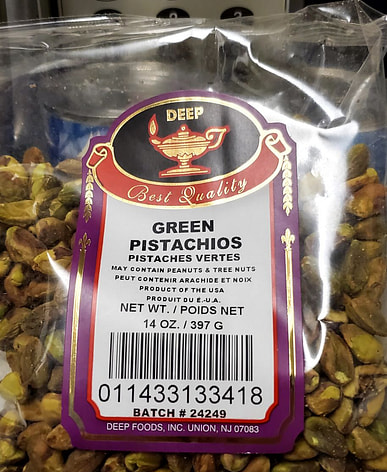 DEEP
Best Quality
GREEN
PISTACHIOS
PISTACHES VERTES
MAY CONTAIN PEANUTS & TREE NUTS
PEUT CONTENIR ARACHIDE ET NOIX
PRODUCT OF THE USA
PRODUIT DU É.-U.A.
NET WT. / POIDS NET
14 OZ. / 397 G
011433133418
BATCH # 24249
DEEP FOODS, INC. UNION, NJ 07083